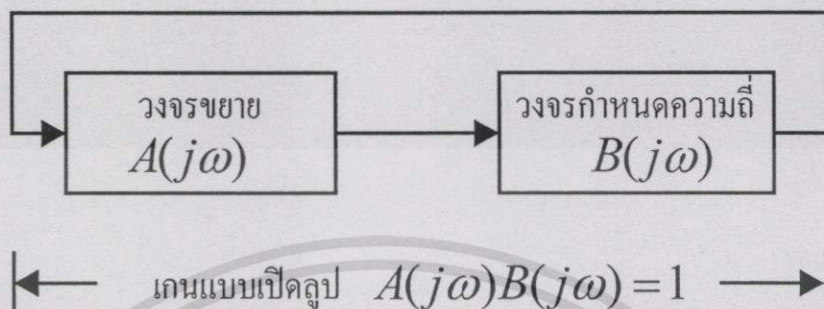 วงจรขยาย
A(jω)
วงจรกำหนดความถี่
B(jω)
เกนแบบเปิดลูป A(jω)B(jω) = 1